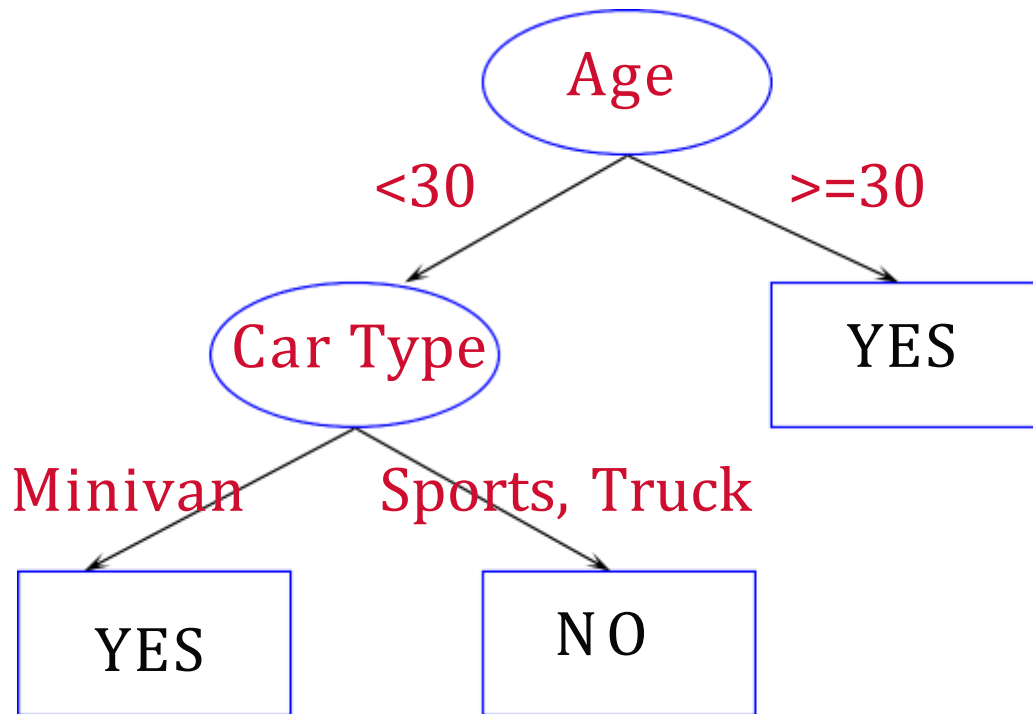 Age
<30
>=30
Car Type
YES
Minivan
Sports, Truck
YES
NO